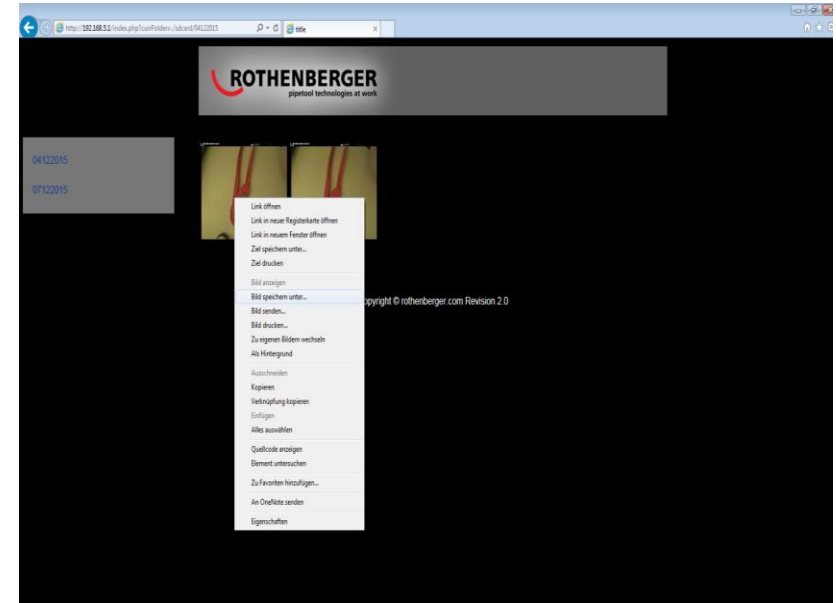 http://192.168.5.1/index.php?currFolder=./sdcard/04122015
title
ROTHENBERGER
pipetool technologies at work
04122015
07122015
Link öffnen
Link in neuer Registerkarte öffnen
Link in neuem Fenster öffnen
Ziel speichern unter...
Ziel drucken
Bild anzeigen
Bild speichern unter...
Bild senden...
Bild drucken...
Zu eigenen Bildern wechseln
Als Hintergrund
Ausschneiden
Kopieren
Verknüpfung kopieren
Einfügen
Alles auswählen
Quellcode anzeigen
Element untersuchen
Zu Favoriten hinzufügen...
An OneNote senden
Eigenschaften
opyright © rothenberger.com Revision 2.0